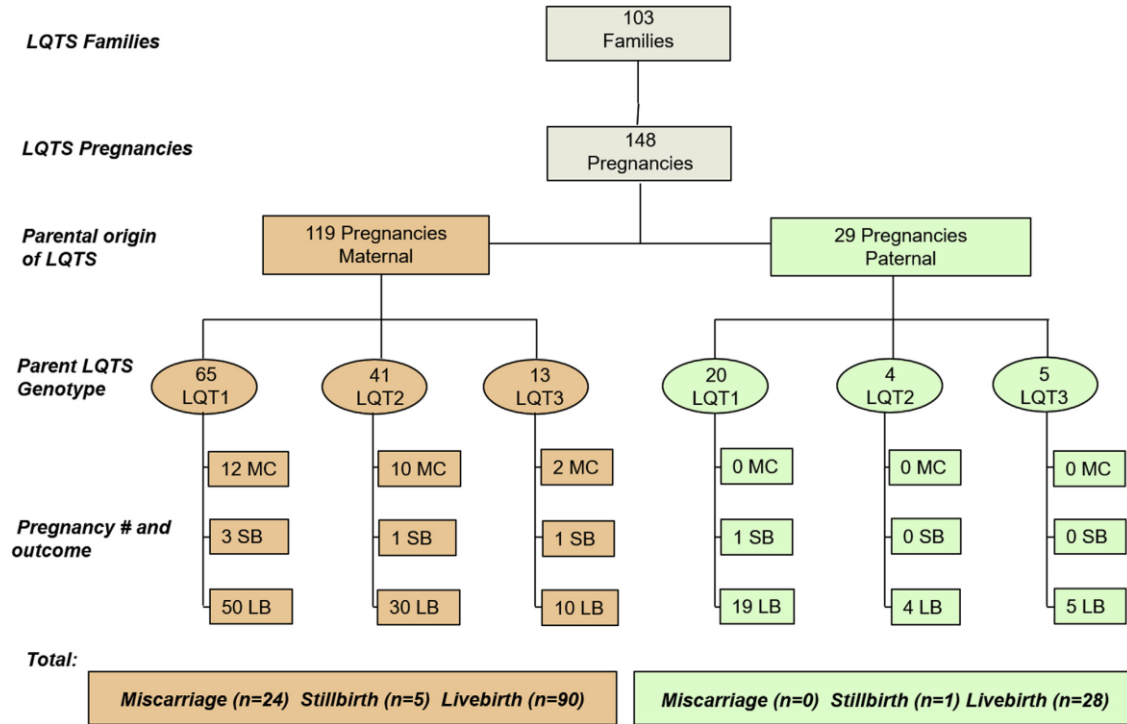 LQTS Families
103
Families
LQTS Pregnancies
148
Pregnancies
Parental origin
of LQTS
119 Pregnancies
Maternal
29 Pregnancies
Paternal
Parent LQTS
Genotype
65
LQT1
41
LQT2
13
LQT3
20
LQT1
4
LQT2
5
LQT3
12 MC
10 MC
2 MC
0 MC
0 MC
0 MC
Pregnancy # and
outcome
3 SB
1 SB
1 SB
1 SB
0 SB
0 SB
50 LB
30 LB
10 LB
19 LB
4 LB
5 LB
Total:
Miscarriage (n=24) Stillbirth (n=5) Livebirth (n=90)
Miscarriage (n=0) Stillbirth (n=1) Livebirth (n=28)